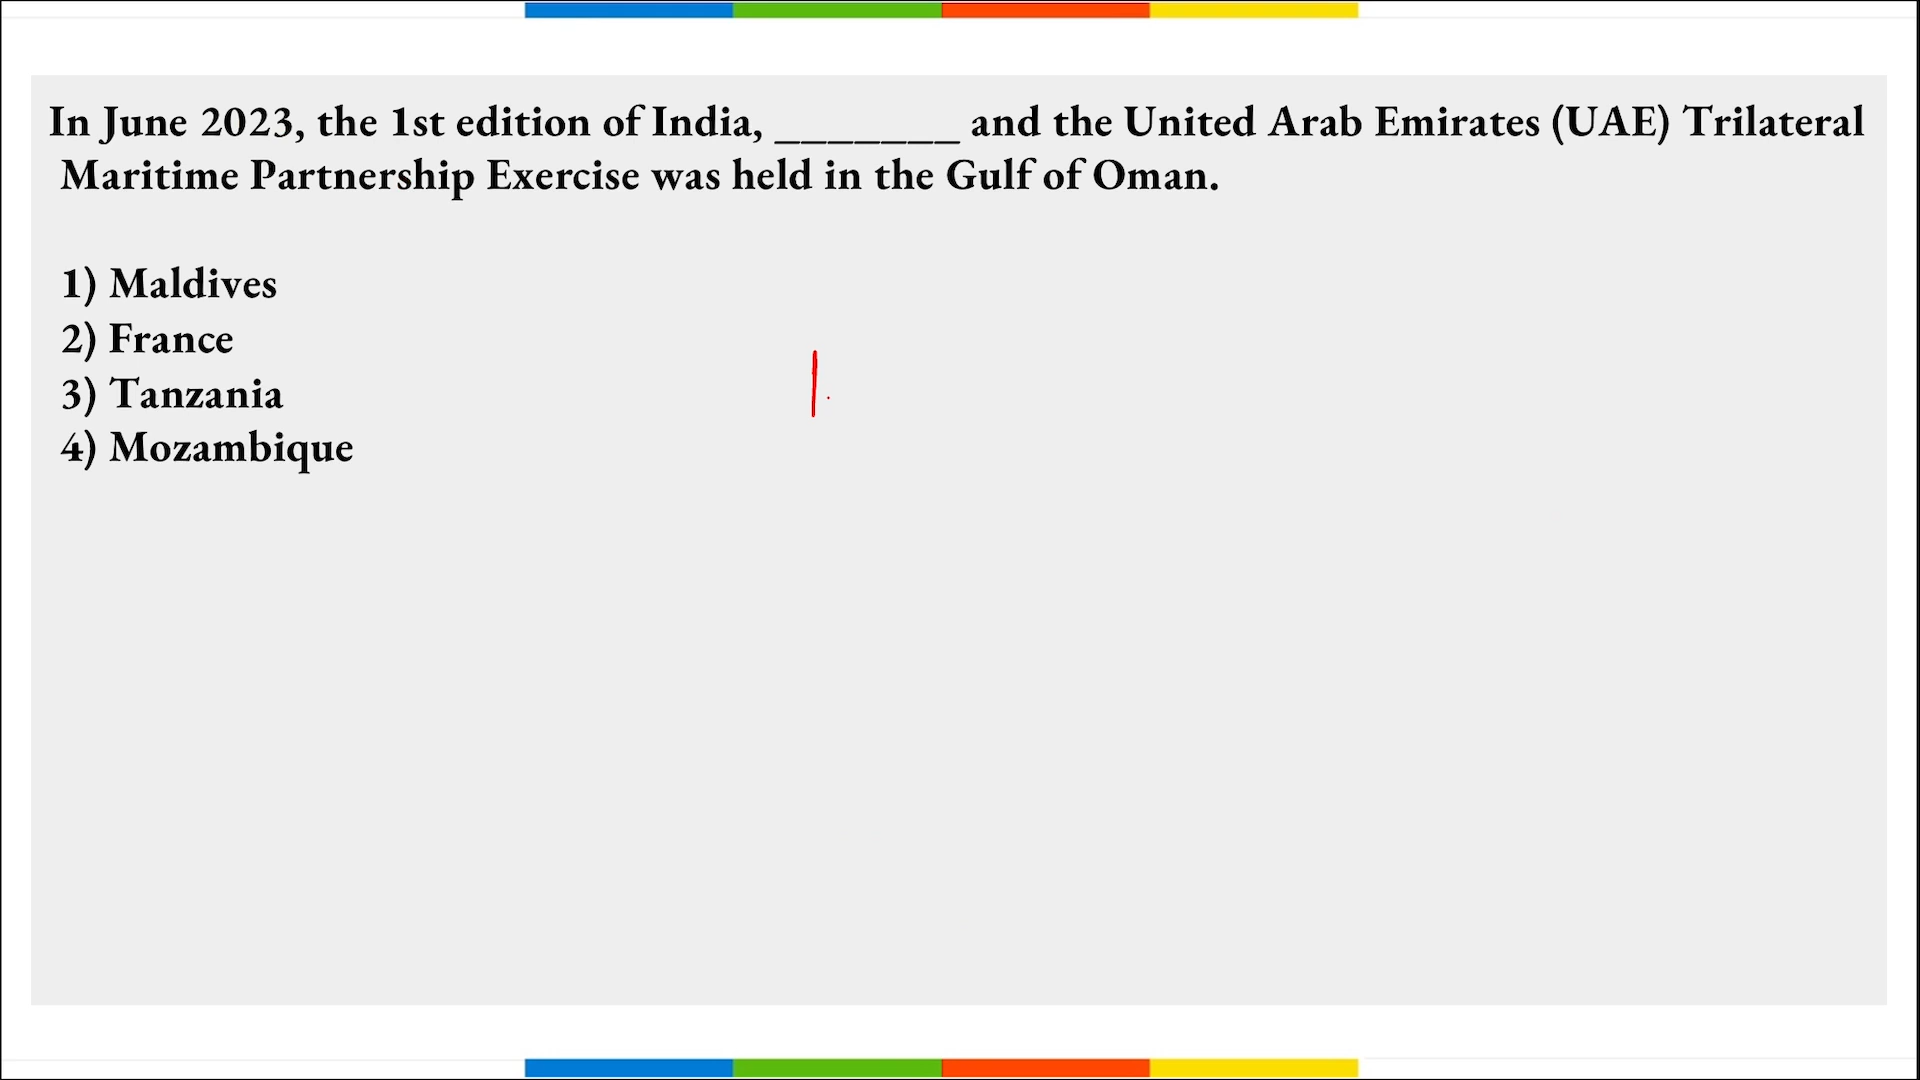 In June 2023, the 1st edition of India, _______ and the United Arab Emirates (UAE) Trilateral
Maritime Partnership Exercise was held in the Gulf of Oman.
1) Maldives
2) France
3) Tanzania
4) Mozambique